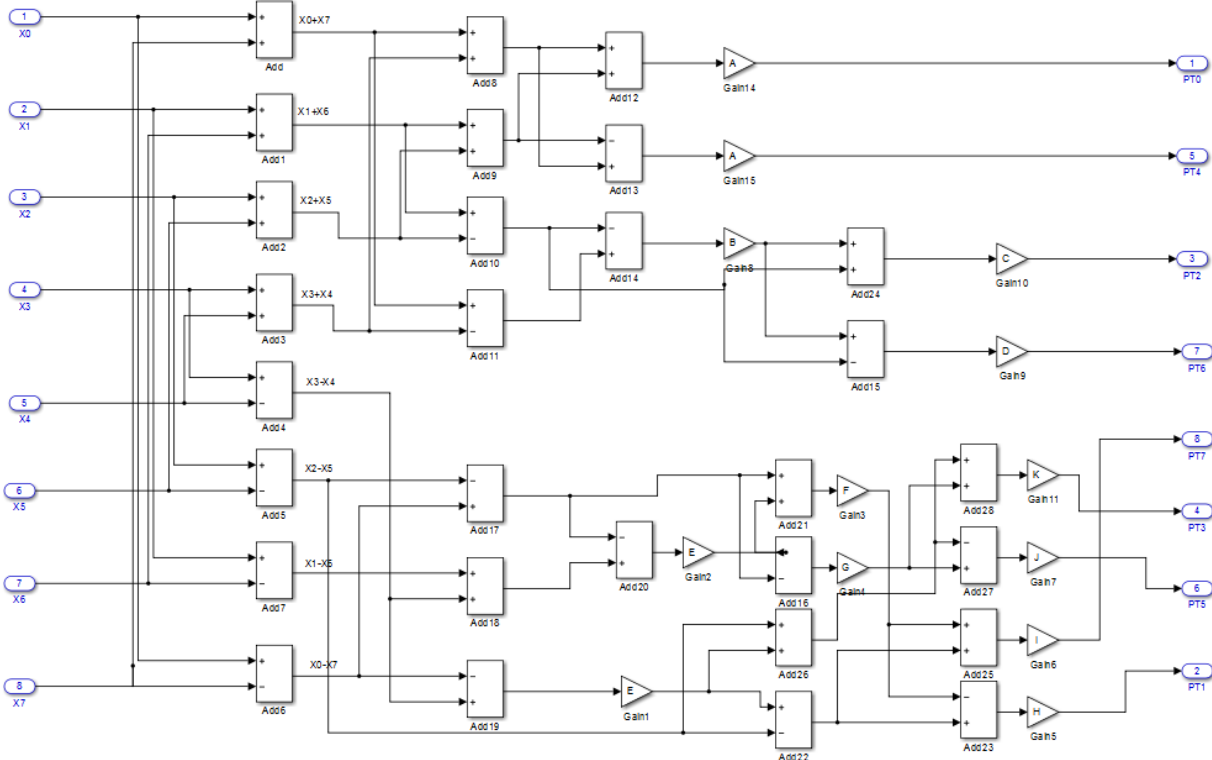 1
X0
+
+
Add
X0+X7
+
+
Add8
+
+
Add12
A
Gain14
1
PT0
2
X1
+
+
Add1
X1+X6
+
+
Add9
−
+
Add13
A
Gain15
5
PT4
3
X2
+
+
Add2
X2+X5
+
−
Add10
−
+
Add14
B
Gain8
+
+
Add24
C
Gain10
3
PT2
4
X3
+
+
Add3
X3+X4
+
−
Add11
+
−
Add15
D
Gain9
7
PT6
5
X4
+
−
Add4
X3-X4
8
PT7
6
X5
+
−
Add5
X2-X5
−
+
Add17
−
+
Add20
E
Gain2
+
+
Add21
F
Gain3
+
+
Add28
K
Gain11
4
PT3
7
X6
+
−
Add7
X1-X6
+
+
Add18
−
Add16
G
Gain4
−
+
Add27
J
Gain7
6
PT5
8
X7
+
−
Add6
X0-X7
−
+
Add19
E
Gain1
+
+
Add26
+
+
Add25
I
Gain6
2
PT1
+
−
Add22
−
+
Add23
H
Gain5